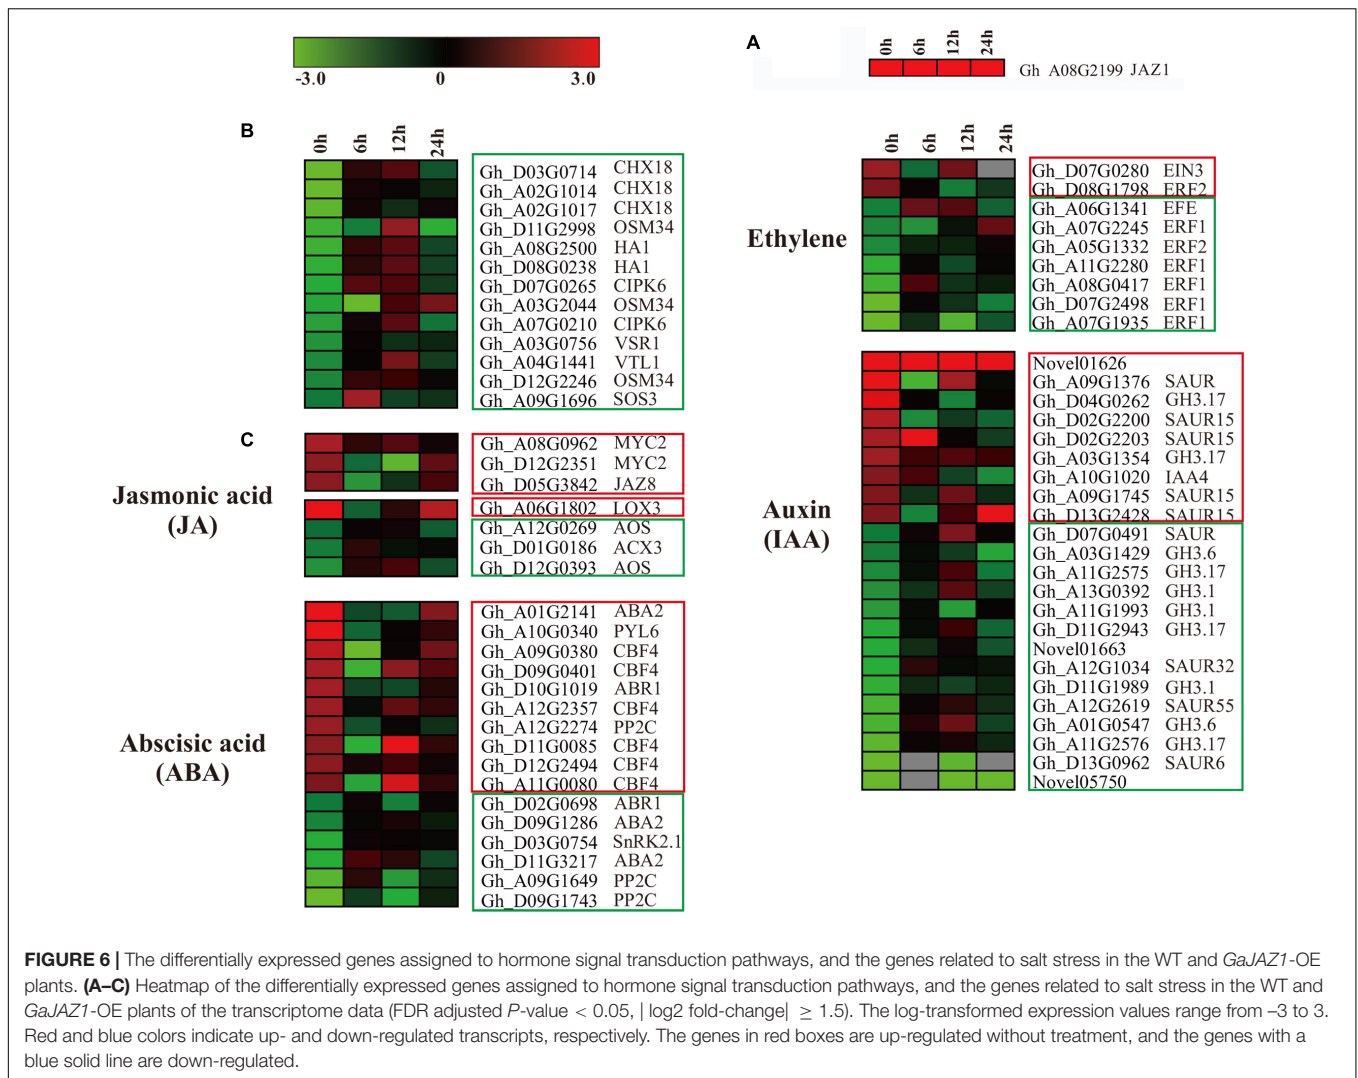 -3.0 0 3.0
A
0h 6h 12h 24h
Gh A08G2199 JAZ1
B
0h 6h 12h 24h
Gh_D03G0714 CHX18
Gh_A02G1014 CHX18
Gh_A02G1017 CHX18
Gh_D11G2998 OSM34
Gh_A08G2500 HA1
Gh_D08G0238 HA1
Gh_D07G0265 CIPK6
Gh_A03G2044 OSM34
Gh_A07G0210 CIPK6
Gh_A03G0756 VSR1
Gh_A04G1441 VTL1
Gh_D12G2246 OSM34
Gh_A09G1696 SOS3
C
Jasmonic acid
(JA)
Gh_A08G0962 MYC2
Gh_D12G2351 MYC2
Gh_D05G3842 JAZ8
Gh_A06G1802 LOX3
Gh_A12G0269 AOS
Gh_D01G0186 ACX3
Gh_D12G0393 AOS
Abscisic acid
(ABA)
Gh_A01G2141 ABA2
Gh_A10G0340 PYL6
Gh_A09G0380 CBF4
Gh_D09G0401 CBF4
Gh_D10G1019 ABR1
Gh_A12G2357 CBF4
Gh_A12G2274 PP2C
Gh_D11G0085 CBF4
Gh_D12G2494 CBF4
Gh_A11G0080 CBF4
Gh_D02G0698 ABR1
Gh_D09G1286 ABA2
Gh_D03G0754 SnRK2.1
Gh_D11G3217 ABA2
Gh_A09G1649 PP2C
Gh_D09G1743 PP2C
0h 6h 12h 24h
Ethylene
Gh_D07G0280 EIN3
Gh_D08G1798 ERF2
Gh_A06G1341 EFE
Gh_A07G2245 ERF1
Gh_A05G1332 ERF2
Gh_A11G2280 ERF1
Gh_A08G0417 ERF1
Gh_D07G2498 ERF1
Gh_A07G1935 ERF1
Auxin
(IAA)
Novel01626
Gh_A09G1376 SAUR
Gh_D04G0262 GH3.17
Gh_D02G2200 SAUR15
Gh_D02G2203 SAUR15
Gh_A03G1354 GH3.17
Gh_A10G1020 IAA4
Gh_A09G1745 SAUR15
Gh_D13G2428 SAUR15
Gh_D07G0491 SAUR
Gh_A03G1429 GH3.6
Gh_A11G2575 GH3.17
Gh_A13G0392 GH3.1
Gh_A11G1993 GH3.1
Gh_D11G2943 GH3.17
Novel01663
Gh_A12G1034 SAUR32
Gh_D11G1989 GH3.1
Gh_A12G2619 SAUR55
Gh_A01G0547 GH3.6
Gh_A11G2576 GH3.17
Gh_D13G0962 SAUR6
Novel05750
FIGURE 6 | The differentially expressed genes assigned to hormone signal transduction pathways, and the genes related to salt stress in the WT and GaJAZ1-OE
plants. (A–C) Heatmap of the differentially expressed genes assigned to hormone signal transduction pathways, and the genes related to salt stress in the WT and
GaJAZ1-OE plants of the transcriptome data (FDR adjusted P-value < 0.05, | log2 fold-change| ≥ 1.5). The log-transformed expression values range from –3 to 3.
Red and blue colors indicate up- and down-regulated transcripts, respectively. The genes in red boxes are up-regulated without treatment, and the genes with a
blue solid line are down-regulated.